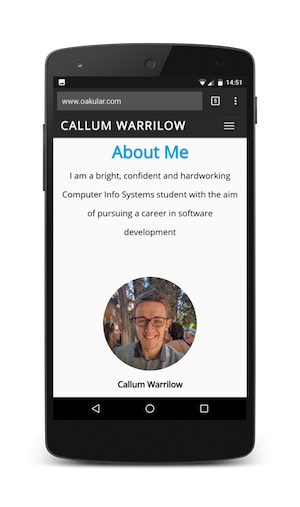 14:51
www.oakular.com
CALLUM WARRILOW
About Me
I am a bright, confident and hardworking
Computer Info Systems student with the aim
of pursuing a career in software
development
Callum Warrilow